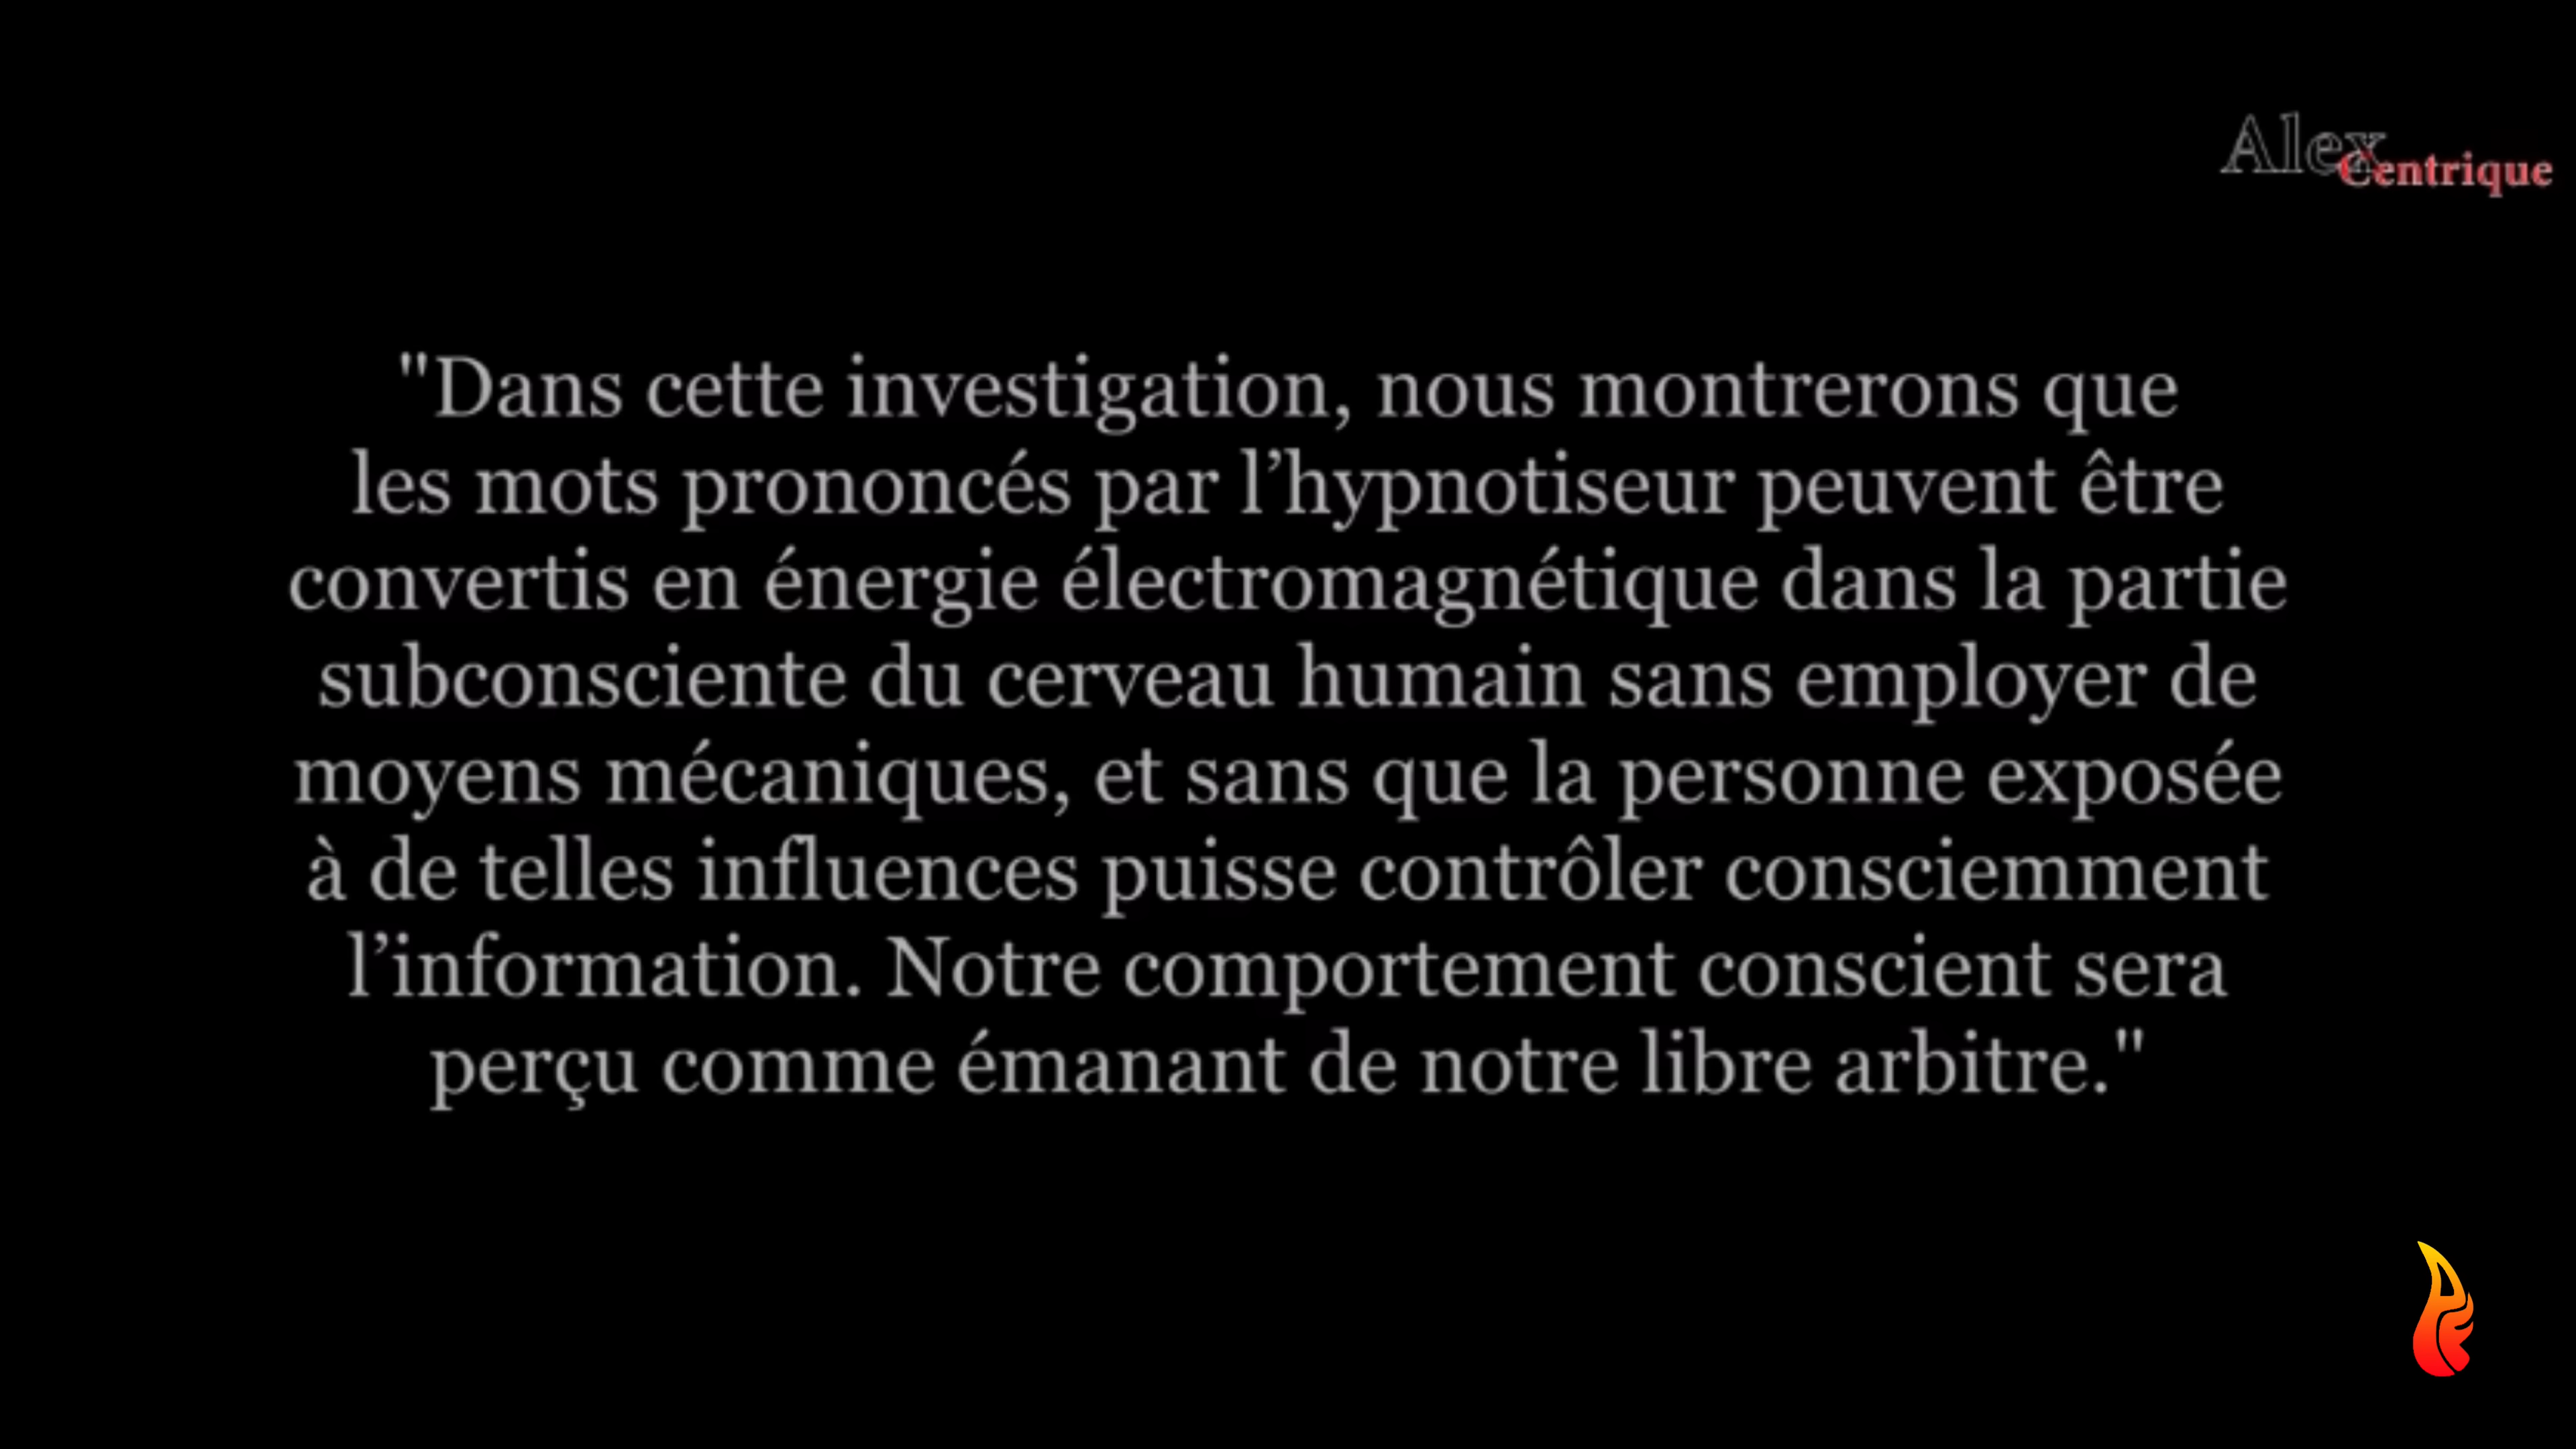 Alex
Centrique
"Dans cette investigation, nous montrerons que
les mots prononcés par l’hypnotiseur peuvent être
convertis en énergie électromagnétique dans la partie
subconsciente du cerveau humain sans employer de
moyens mécaniques, et sans que la personne exposée
à de telles influences puisse contrôler consciemment
l’information. Notre comportement conscient sera
perçu comme émanant de notre libre arbitre."